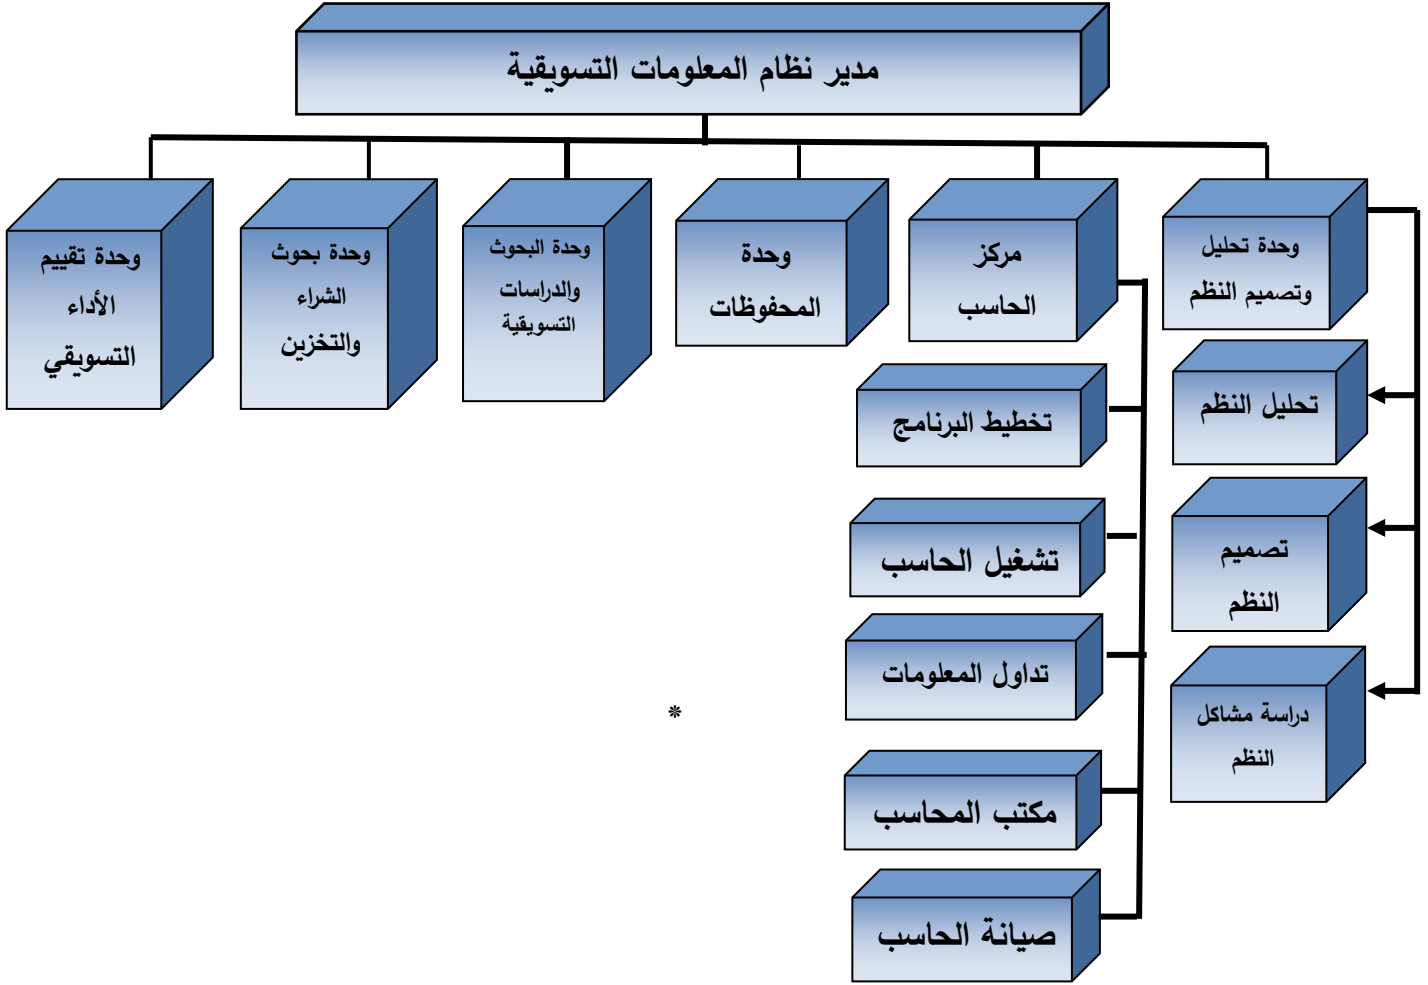 مدير نظام المعلومات التسويقية
وحدة تحليل
وتصميم النظم
مركز
الحاسب
وحدة
المحفوظات
وحدة البحوث
والدراسات
التسويقية
وحدة بحوث
الشراء
والتخزين
وحدة تقييم
الأداء
التسويقي
تحليل النظم
تصميم
النظم
دراسة مشاكل
النظم
تخطيط البرنامج
تشغيل الحاسب
تداول المعلومات
مكتب المحاسب
صيانة الحاسب
*